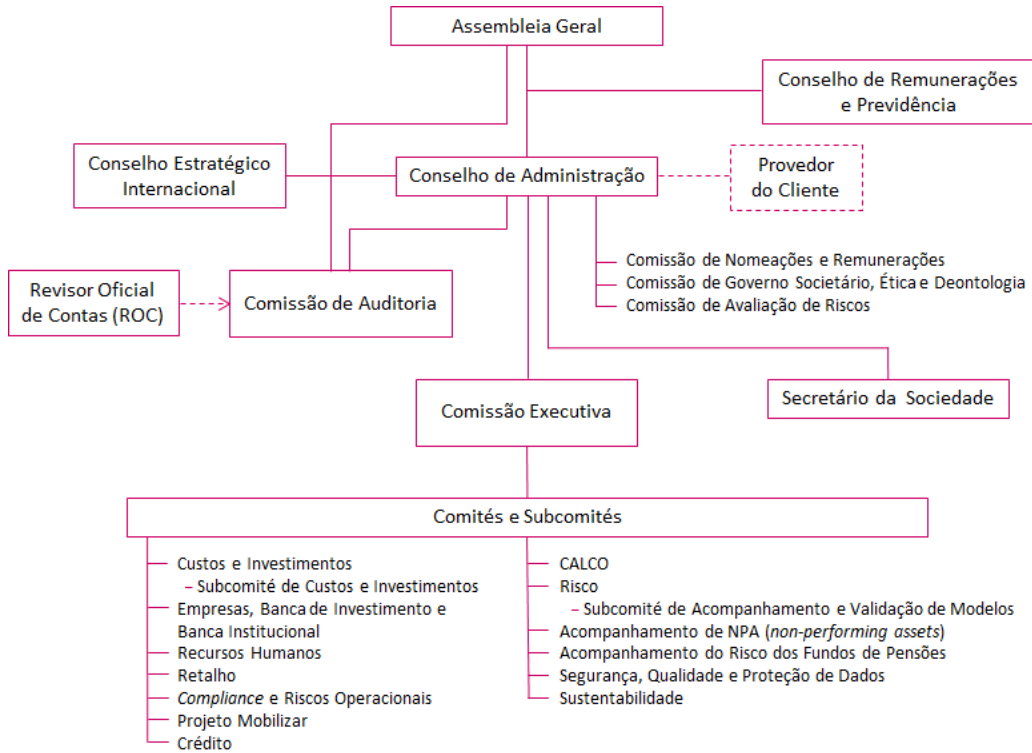 Assembleia Geral
Conselho de Remunerações
e Previdência
Conselho Estratégico
Internacional
Conselho de Administração
Provedor
do Cliente
Comissão de Nomeações e Remunerações
Comissão de Governo Societário, Ética e Deontologia
Comissão de Avaliação de Riscos
Revisor Oficial
de Contas (ROC)
Comissão de Auditoria
Comissão Executiva
Secretário da Sociedade
Comités e Subcomités
Custos e Investimentos
– Subcomité de Custos e Investimentos
Empresas, Banca de Investimento e
Banca Institucional
Recursos Humanos
Retalho
Compliance e Riscos Operacionais
Projeto Mobilizar
Crédito
CALCO
Risco
– Subcomité de Acompanhamento e Validação de Modelos
Acompanhamento de NPA (non-performing assets)
Acompanhamento do Risco dos Fundos de Pensões
Segurança, Qualidade e Proteção de Dados
Sustentabilidade